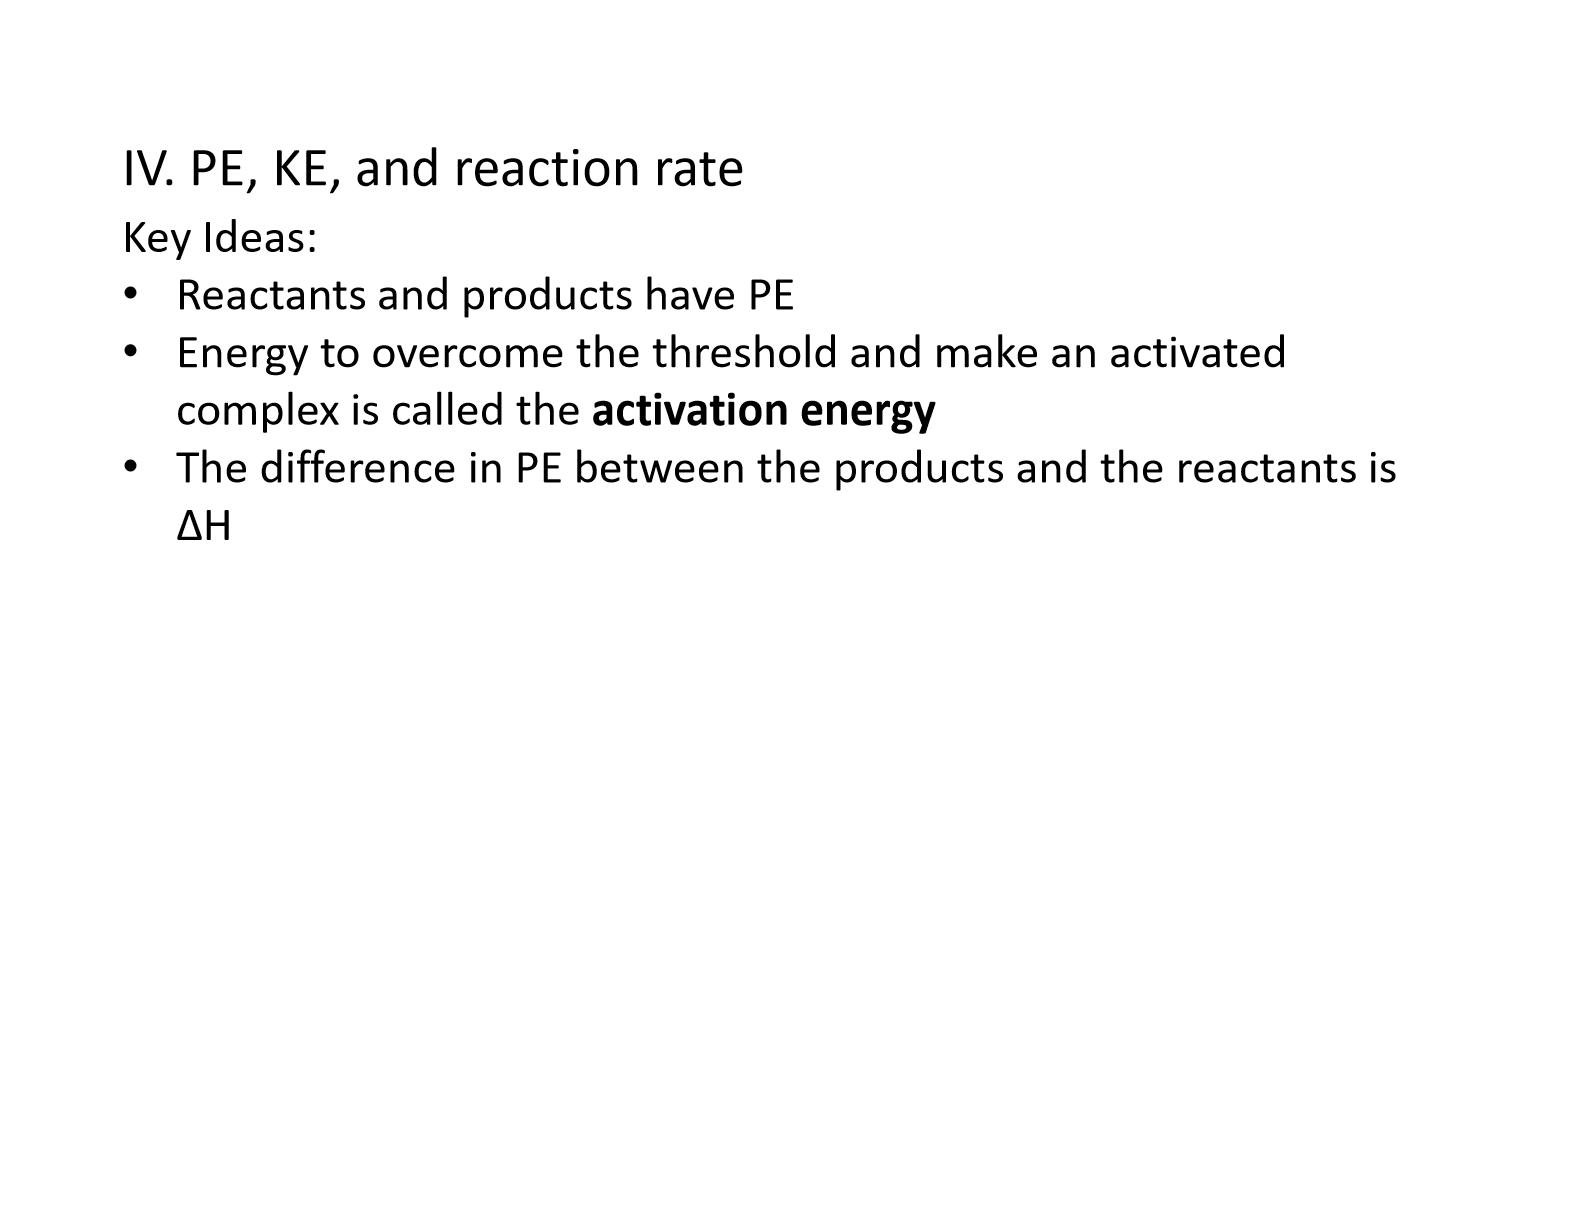 IV. PE, KE, and reaction rate
Key Ideas:
• Reactants and products have PE
• Energy to overcome the threshold and make an activated
complex is called the activation energy
• The difference in PE between the products and the reactants is
ΔH